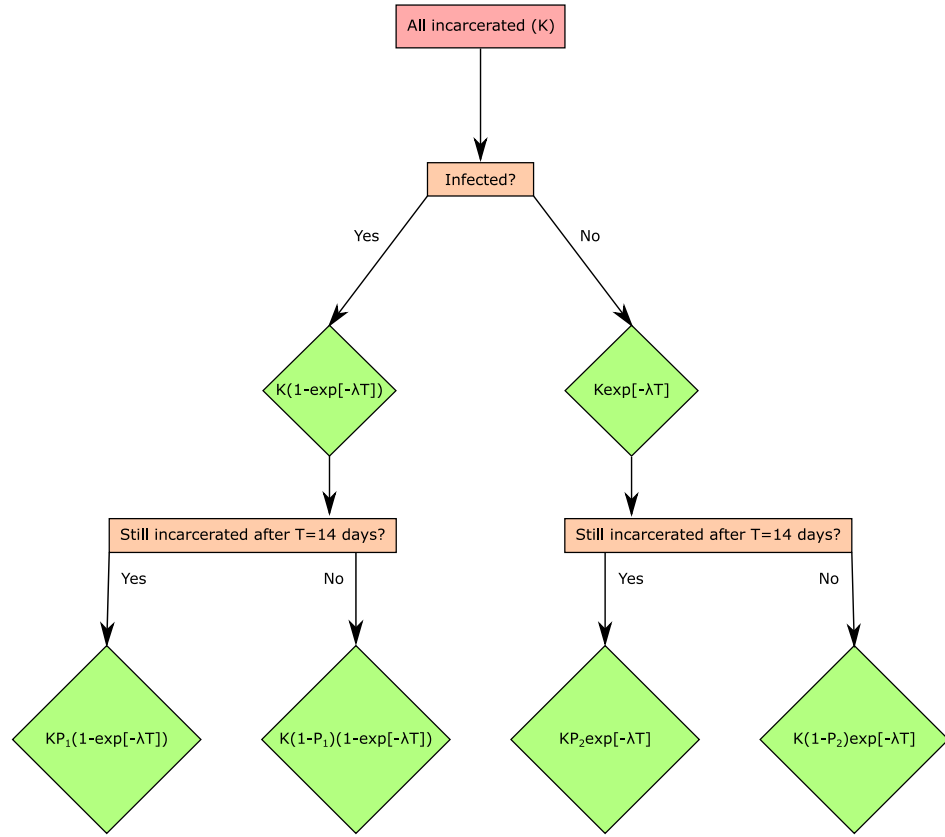 All incarcerated (K)
Infected?
Yes
No
K(1-exp[-λT])
Kexp[-λT]
Still incarcerated after T=14 days?
Still incarcerated after T=14 days?
Yes
No
Yes
No
KP₁(1-exp[-λT])
K(1-P₁)(1-exp[-λT])
KP₂exp[-λT]
K(1-P₂)exp[-λT]